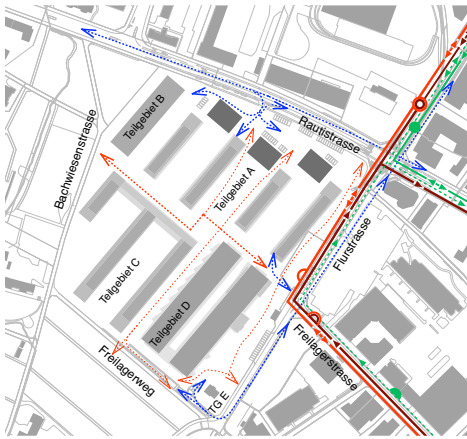 Teilgebiet B
Rautistrasse
Bachwiesenstrasse
Teilgebiet A
Flurstrasse
Teilgebiet C
Teilgebiet D
Freilagerstrasse
Freilagerweg
TG E